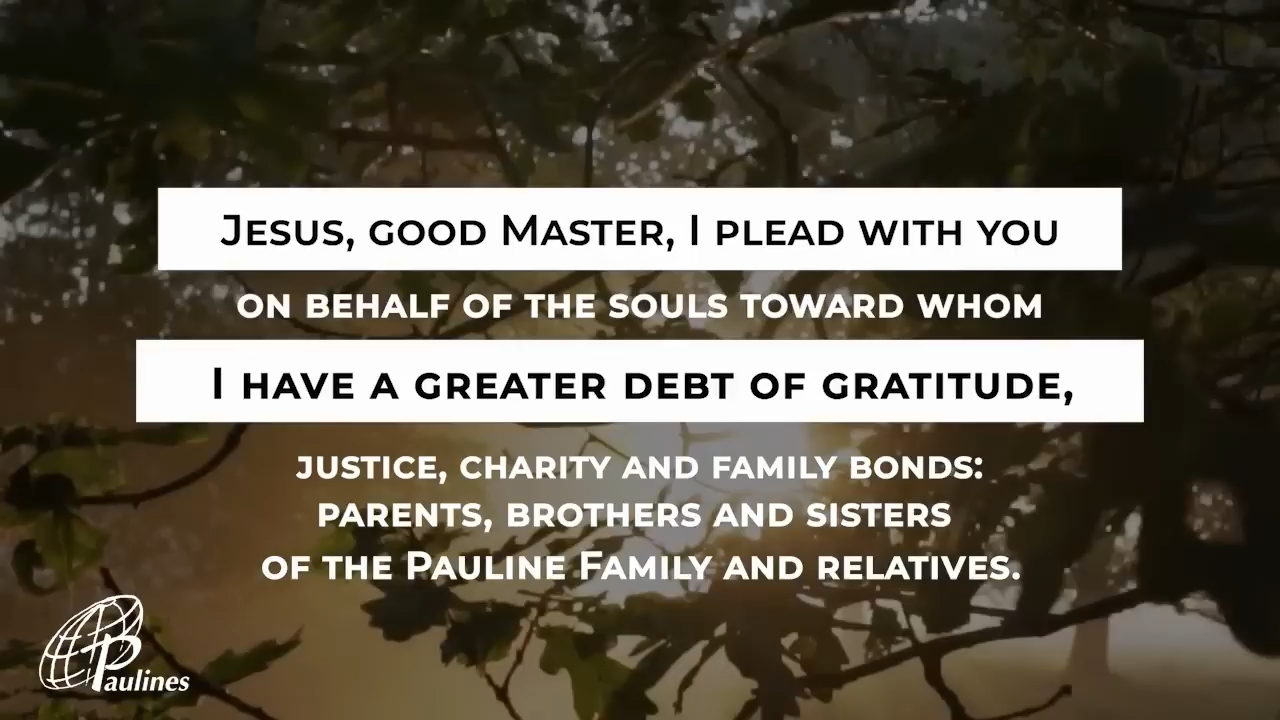 Jesus, good Master, I plead with you
on behalf of the souls toward whom
I have a greater debt of gratitude,
justice, charity and family bonds:
parents, brothers and sisters
of the Pauline Family and relatives.
Paulines